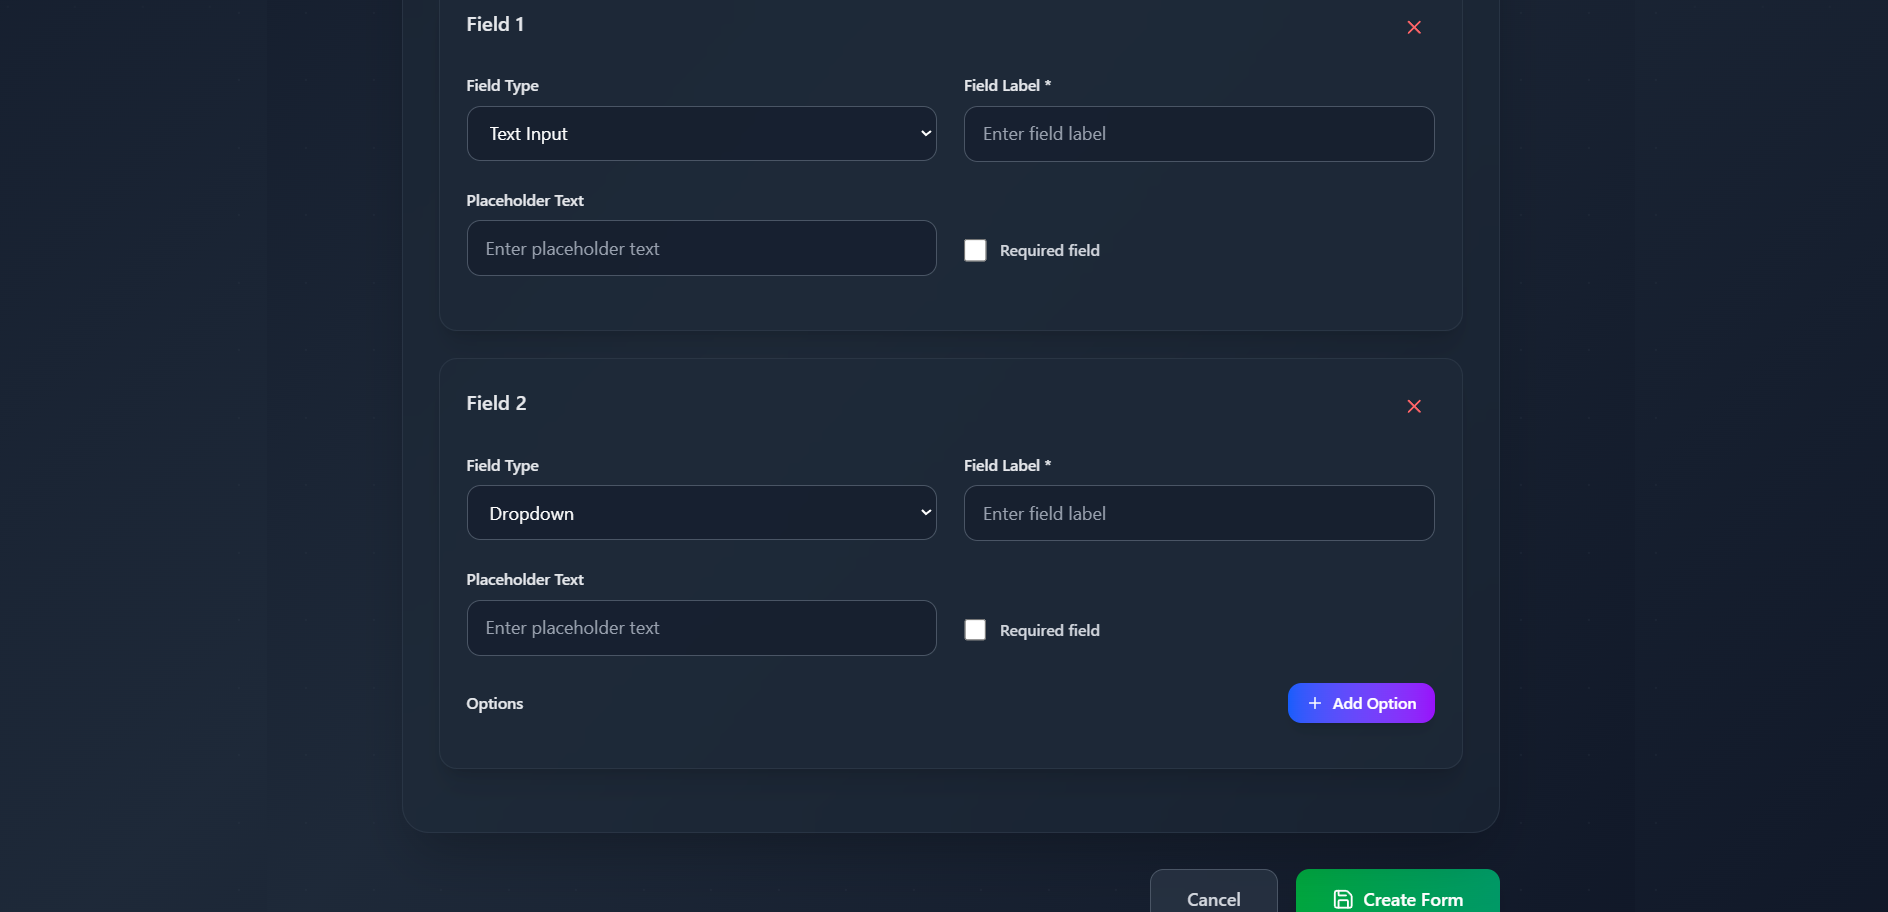 Field 1
Field Type
Field Label *
Text Input
Enter field label
Placeholder Text
Enter placeholder text
Required field
Field 2
Field Type
Field Label *
Dropdown
Enter field label
Placeholder Text
Enter placeholder text
Required field
Options
Add Option
Cancel
Create Form